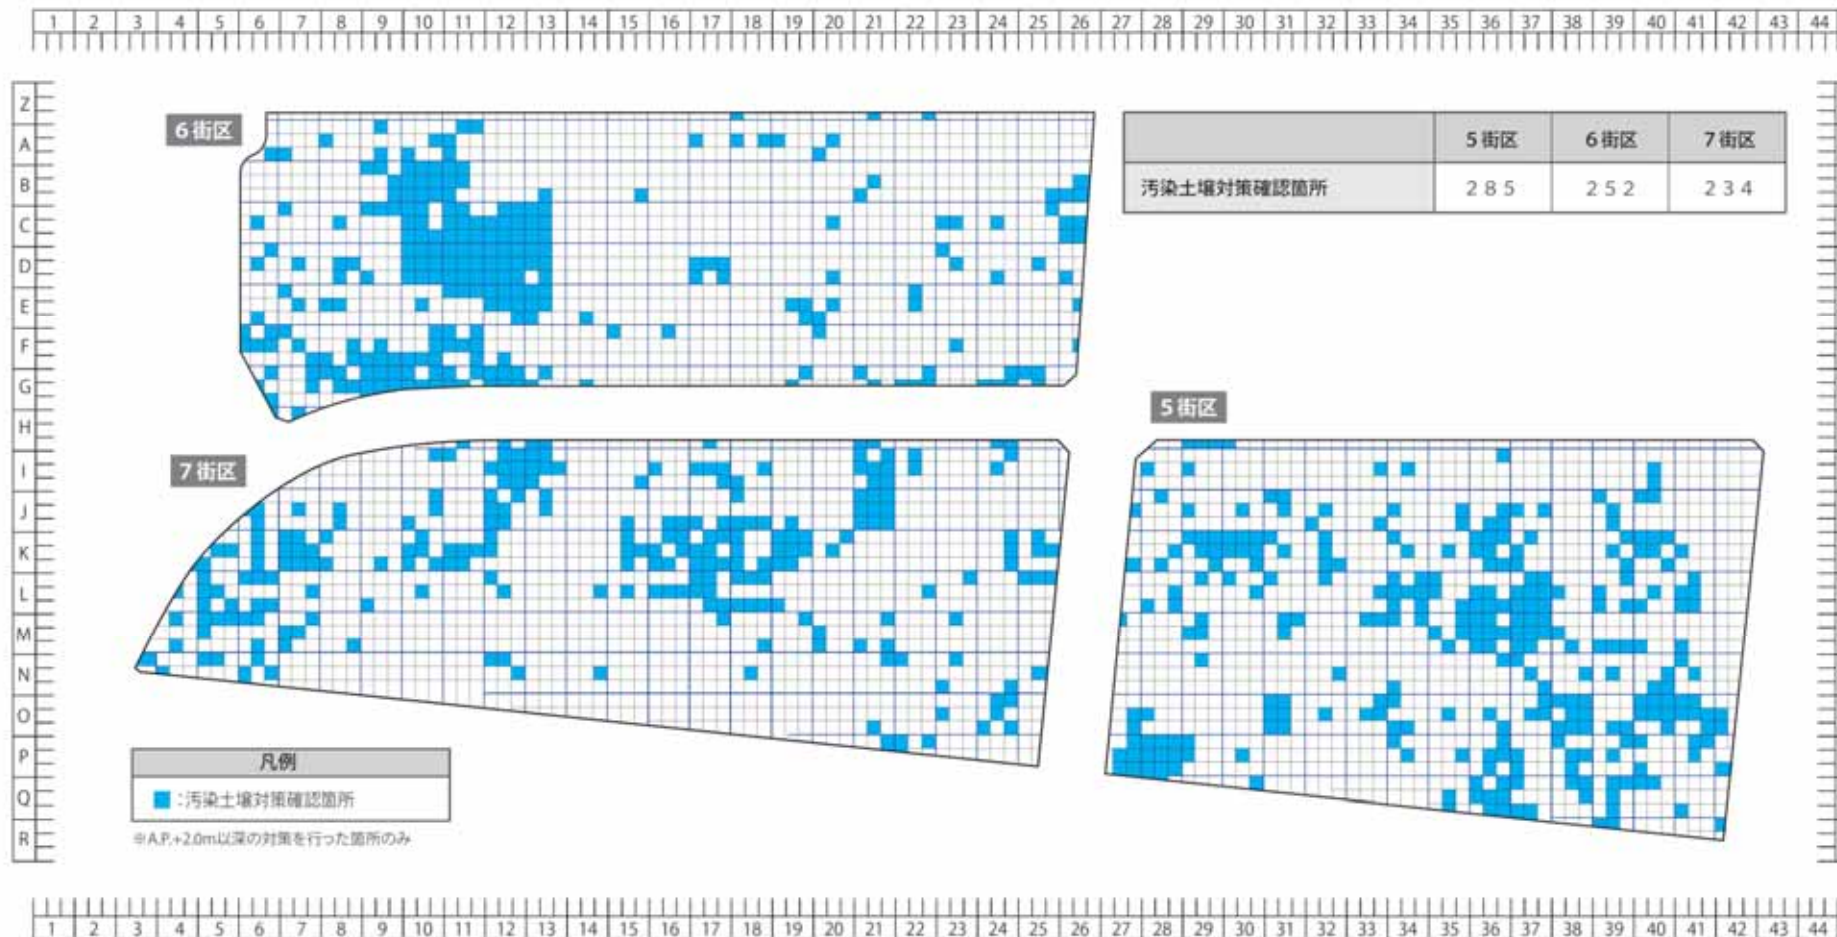 1 2 3 4 5 6 7 8 9 10 11 12 13 14 15 16 17 18 19 20 21 22 23 24 25 26 27 28 29 30 31 32 33 34 35 36 37 38 39 40 41 42 43 44
Z
A
B
C
D
E
F
G
H
I
J
K
L
M
N
O
P
Q
R
6街区
5街区 6街区 7街区
汚染土壌対策確認箇所 285 252 234
5街区
7街区
凡例
:汚染土壌対策確認箇所
※A.P.+2.0m以深の対策を行った箇所のみ
1 2 3 4 5 6 7 8 9 10 11 12 13 14 15 16 17 18 19 20 21 22 23 24 25 26 27 28 29 30 31 32 33 34 35 36 37 38 39 40 41 42 43 44